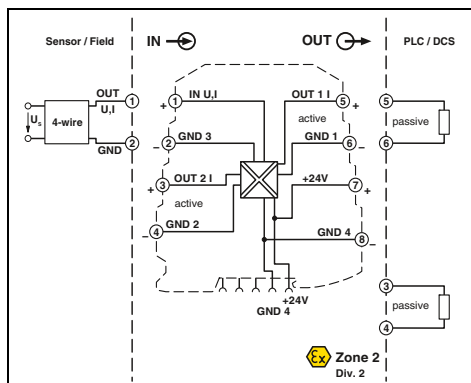 Sensor / Field
IN
OUT
PLC / DCS
OUT
U,I
1
Us
4-wire
GND
2
+
1
IN U,I
OUT 1 I
5
+
active
–
2
GND 3
GND 1
6
–
+
3
OUT 2 I
+24V
7
+
active
–
4
GND 2
GND 4
8
–
+24V
GND 4
5
passive
6
3
passive
4
Ex
Zone 2
Div. 2